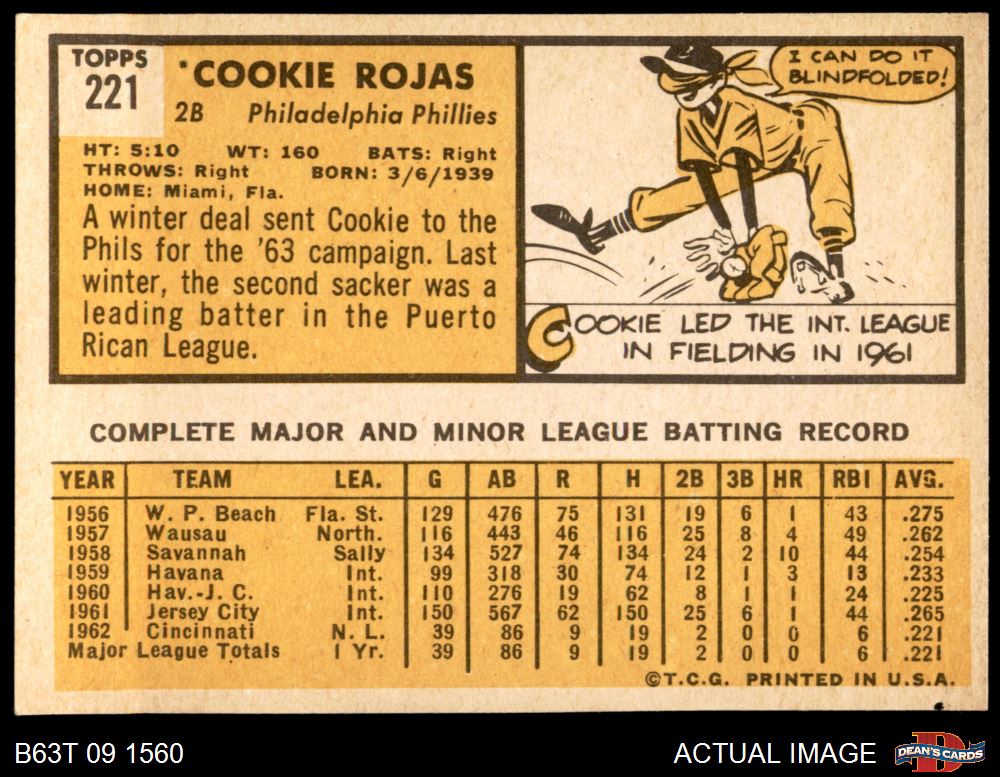 TOPPS
221
COOKIE ROJAS
2B Philadelphia Phillies
HT: 5:10 WT: 160 BATS: Right
THROWS: Right BORN: 3/6/1939
HOME: Miami, Fla.
A winter deal sent Cookie to the
Phils for the '63 campaign. Last
winter, the second sacker was a
leading batter in the Puerto
Rican League.
I CAN DO IT
BLINDFOLDED!
COOKIE LED THE INT. LEAGUE
IN FIELDING IN 1961
COMPLETE MAJOR AND MINOR LEAGUE BATTING RECORD
YEAR TEAM LEA. G AB R H 2B 3B HR RBI AVG.
1956 W. P. Beach Fla. St. 129 476 75 131 19 6 1 43 .275
1957 Wausau North. 116 443 46 116 25 8 4 49 .262
1958 Savannah Sally 134 527 74 134 24 2 10 44 .254
1959 Havana Int. 99 318 30 74 12 1 3 13 .233
1960 Hav.-J. C. Int. 110 276 19 62 8 1 1 24 .225
1961 Jersey City Int. 150 567 62 150 25 6 1 44 .265
1962 Cincinnati N. L. 39 86 9 19 2 0 0 6 .221
Major League Totals 1 Yr. 39 86 9 19 2 0 0 6 .221
©T.C.G. PRINTED IN U.S.A.
B63T 09 1560
ACTUAL IMAGE
DEAN'S CARDS